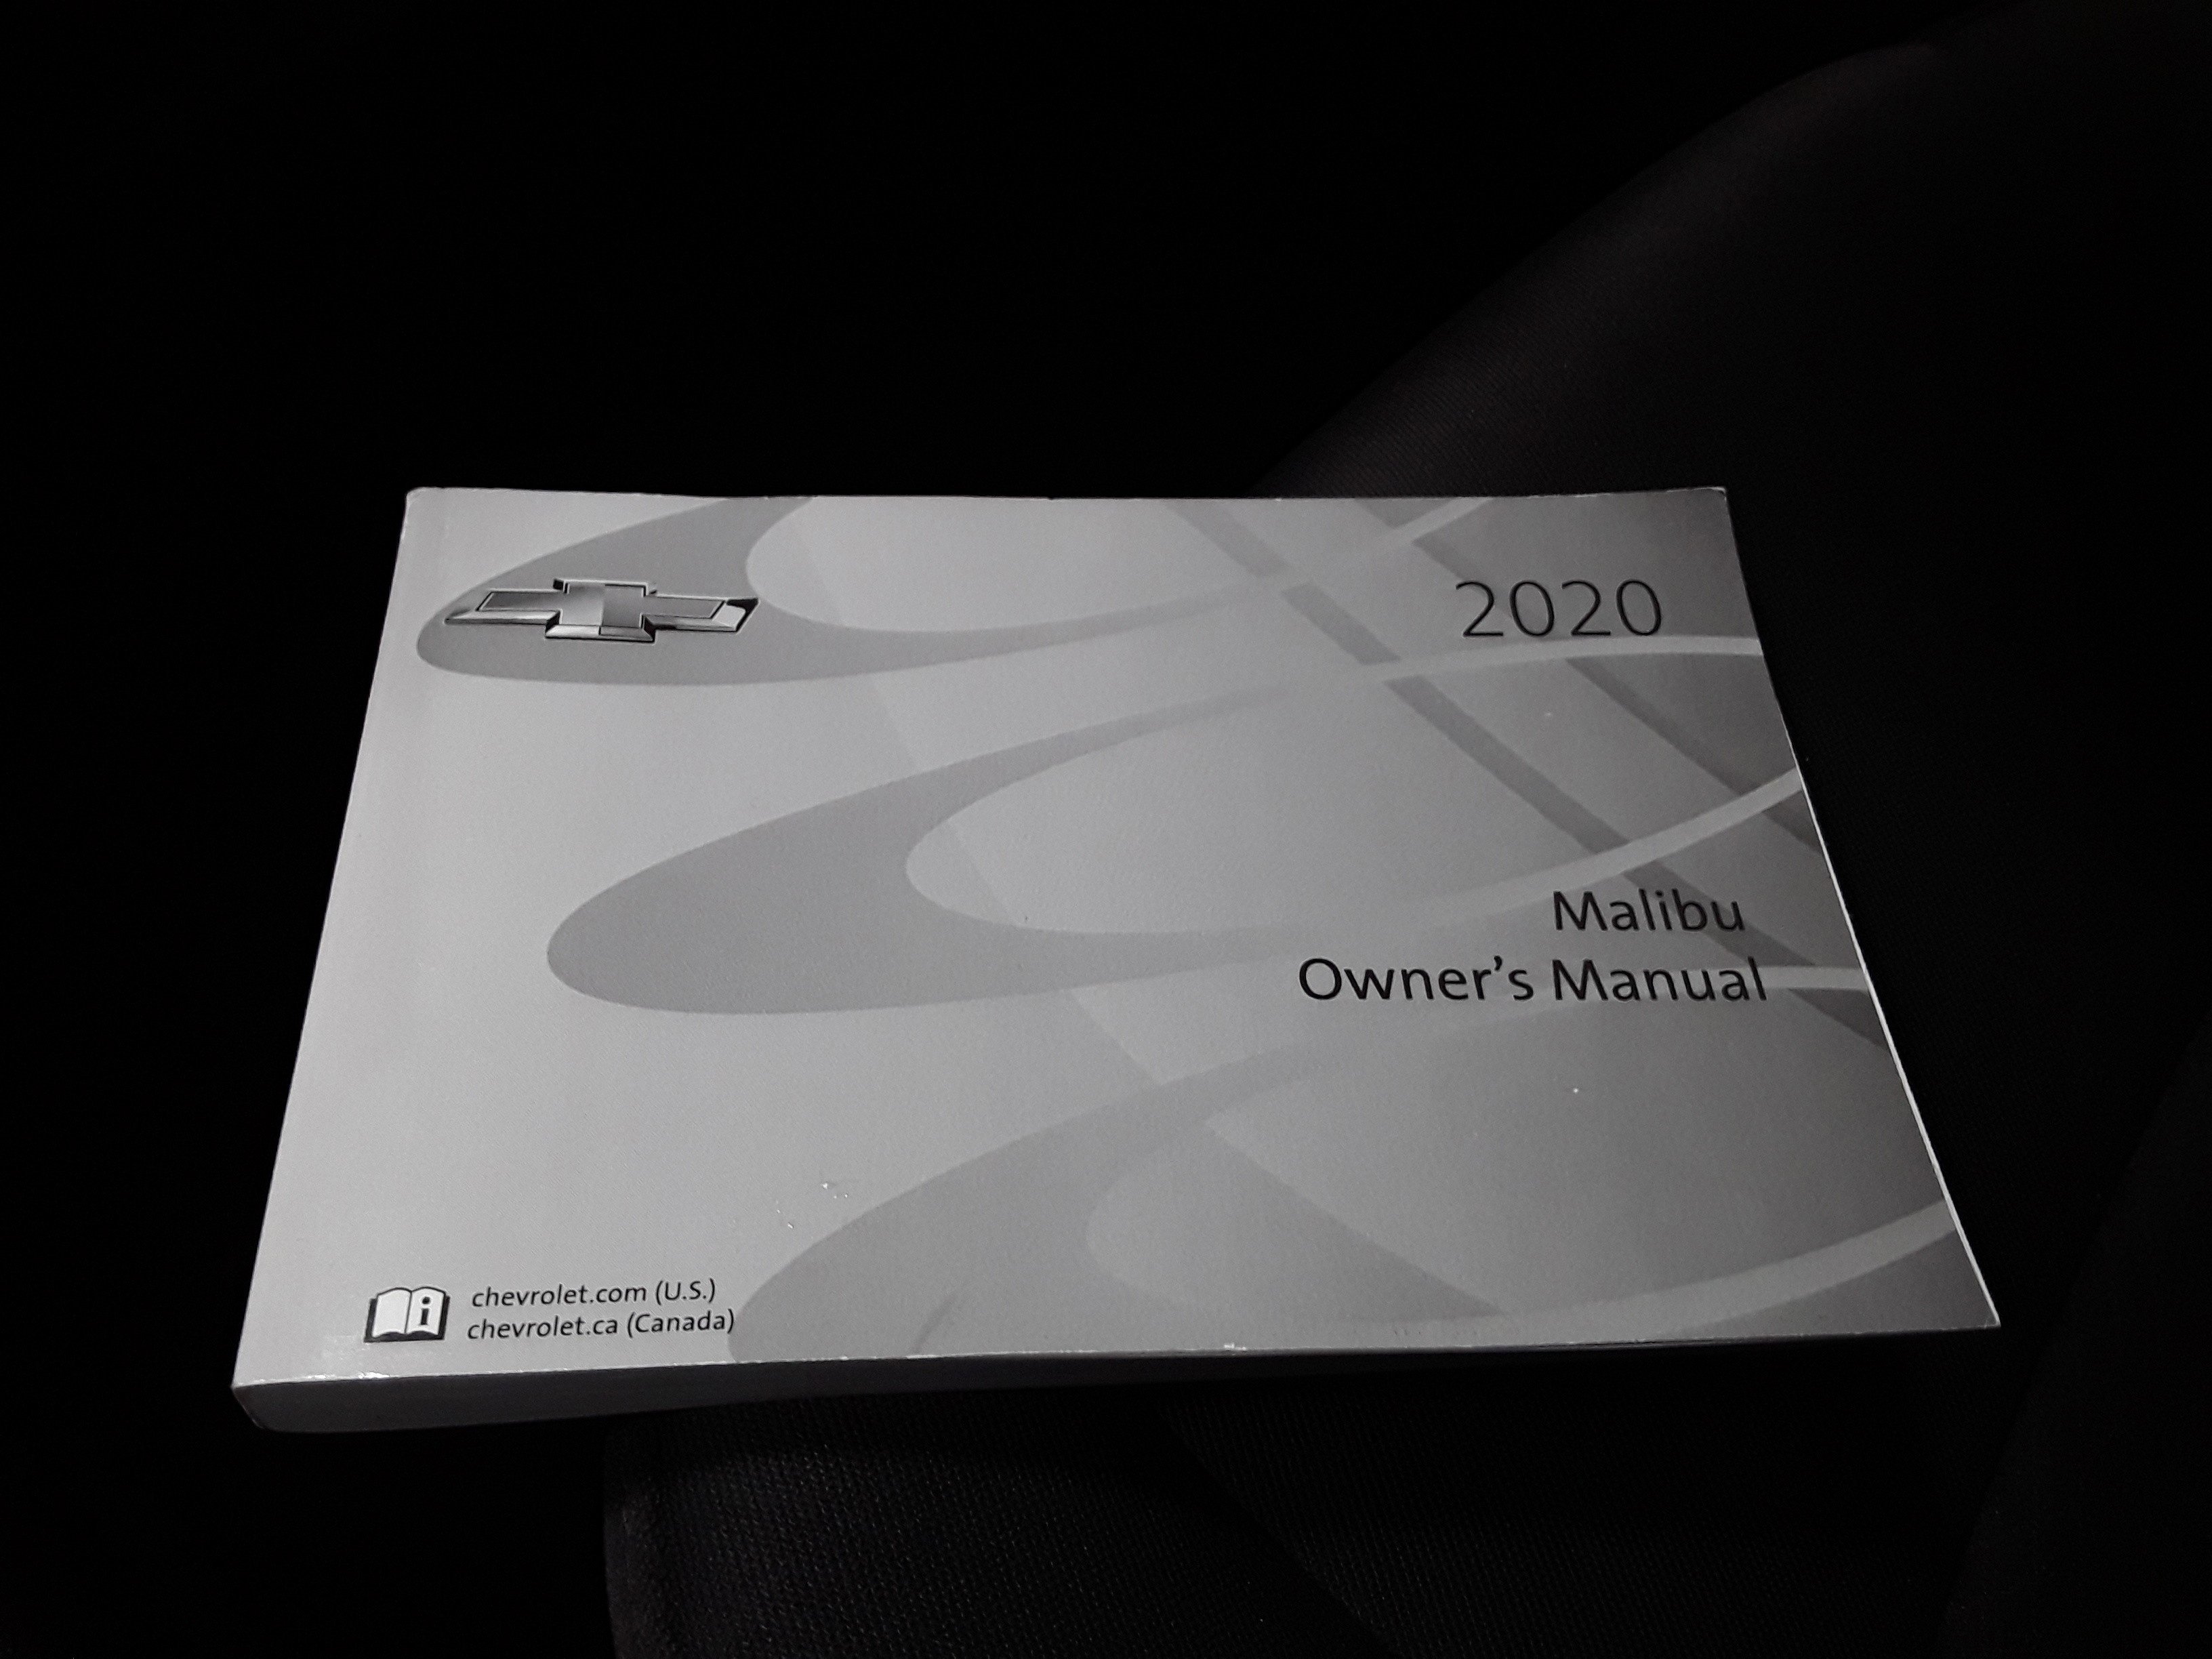 2020
Malibu
Owner's Manual
i
chevrolet.com (U.S.)
chevrolet.ca (Canada)